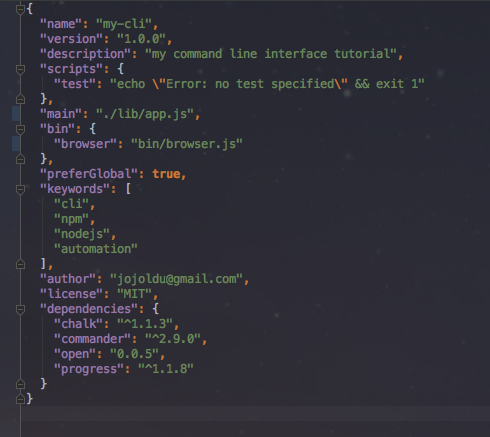 {
"name": "my-cli",
"version": "1.0.0",
"description": "my command line interface tutorial",
"scripts": {
"test": "echo \"Error: no test specified\" && exit 1"
},
"main": "./lib/app.js",
"bin": {
"browser": "bin/browser.js"
},
"preferGlobal": true,
"keywords": [
"cli",
"npm",
"nodejs",
"automation"
],
"author": "jojoldu@gmail.com",
"license": "MIT",
"dependencies": {
"chalk": "^1.1.3",
"commander": "^2.9.0",
"open": "0.0.5",
"progress": "^1.1.8"
}
}